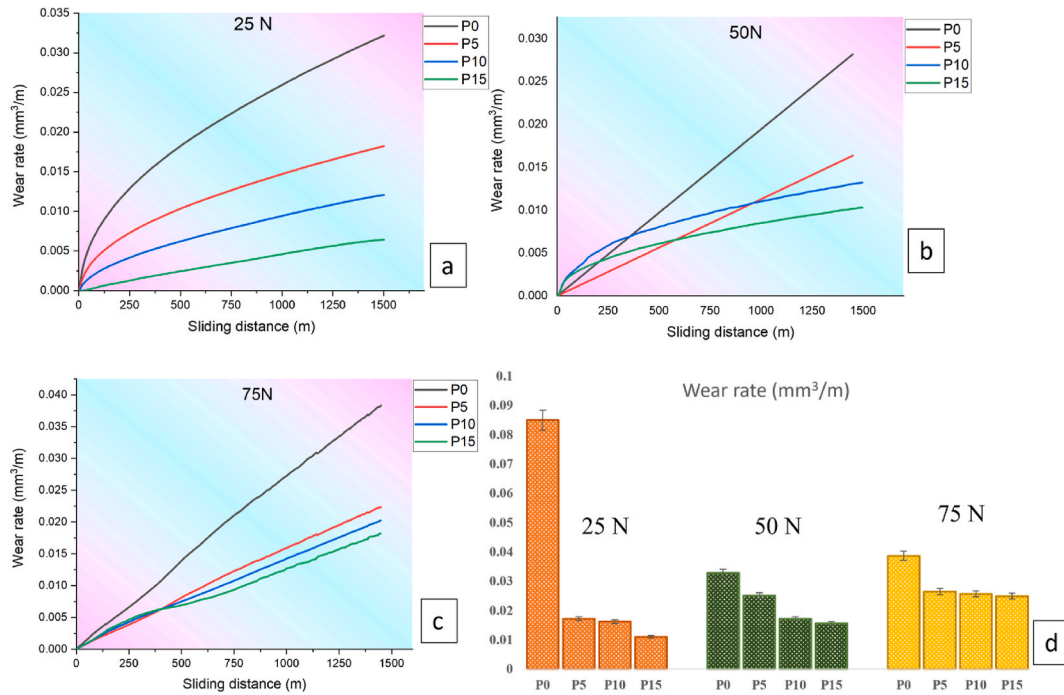 25 N
P0
P5
P10
P15
Wear rate (mm³/m)
0.035
0.030
0.025
0.020
0.015
0.010
0.005
0.000
0 250 500 750 1000 1250 1500
Sliding distance (m)
a
50N
P0
P5
P10
P15
Wear rate (mm³/m)
0.030
0.025
0.020
0.015
0.010
0.005
0.000
0 250 500 750 1000 1250 1500
Sliding distance (m)
b
75N
P0
P5
P10
P15
Wear rate (mm³/m)
0.040
0.035
0.030
0.025
0.020
0.015
0.010
0.005
0.000
0 250 500 750 1000 1250 1500
Sliding distance (m)
c
Wear rate (mm³/m)
0.1
0.09
0.08
0.07
0.06
0.05
0.04
0.03
0.02
0.01
0
25 N 50 N 75 N
P0 P5 P10 P15 P0 P5 P10 P15 P0 P5 P10 P15
d